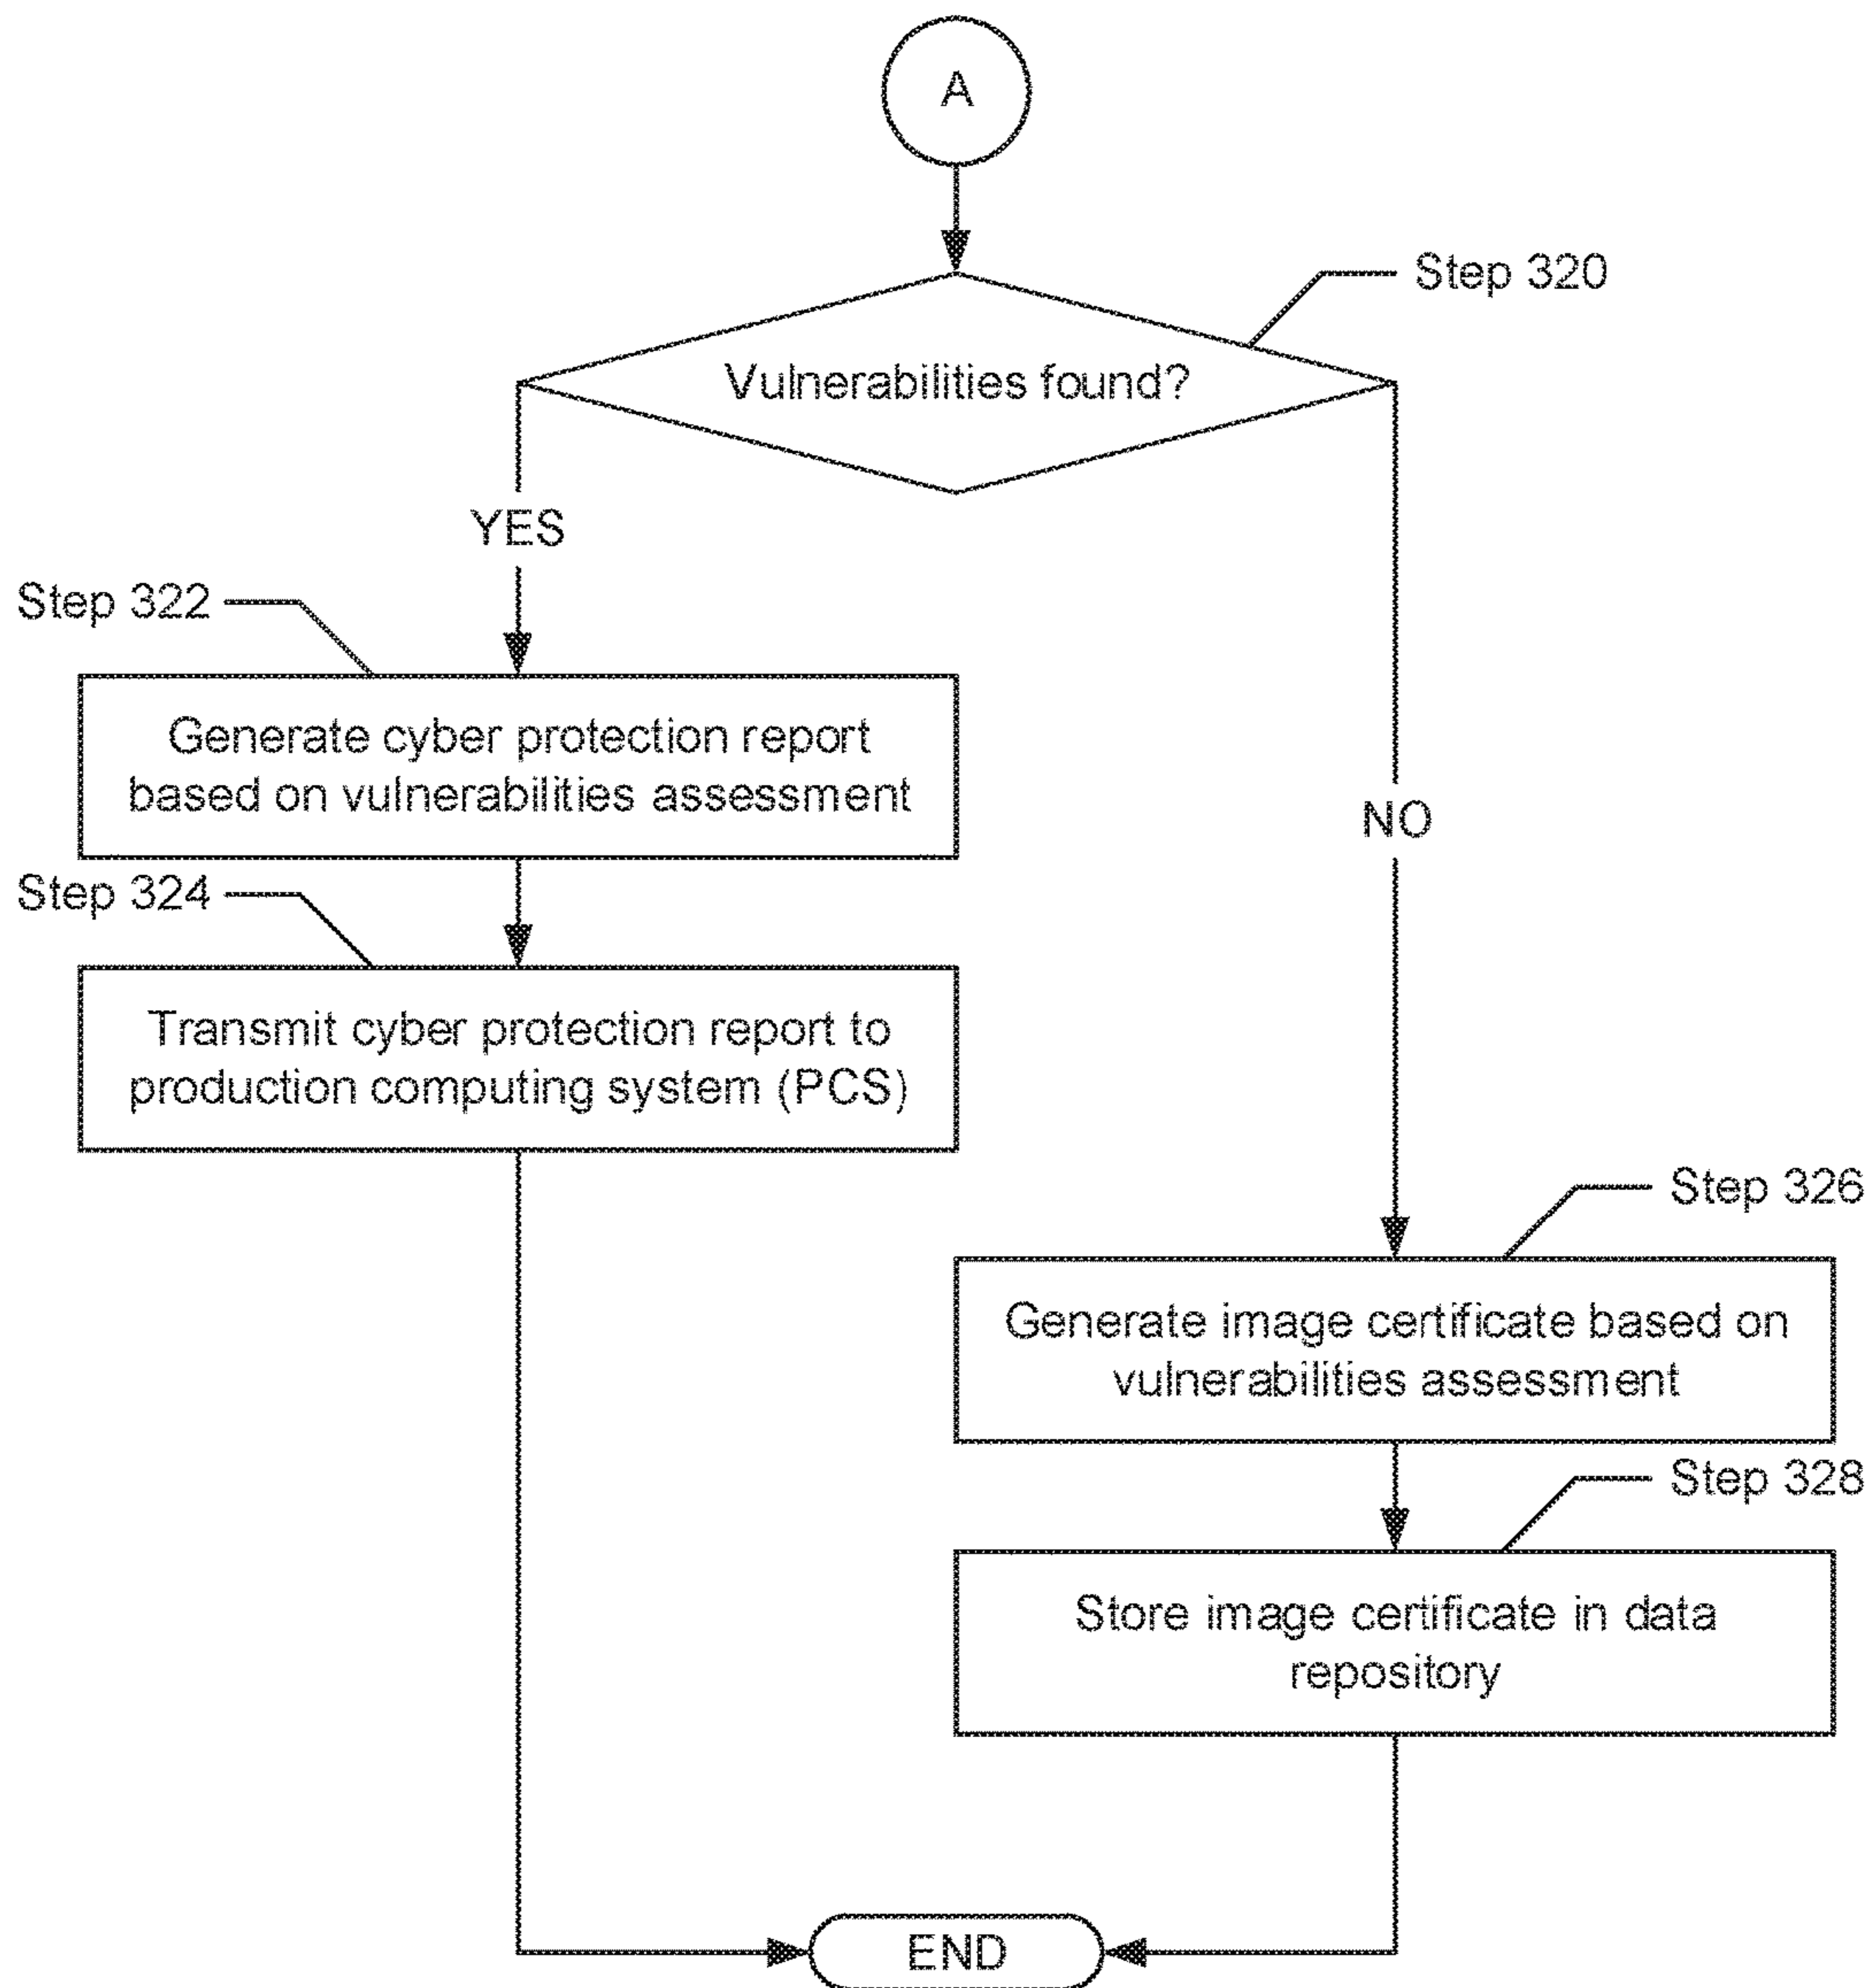 A
Step 320
Vulnerabilities found?
YES
Step 322
Generate cyber protection report
based on vulnerabilities assessment
NO
Step 324
Transmit cyber protection report to
production computing system (PCS)
Step 326
Generate image certificate based on
vulnerabilities assessment
Step 328
Store image certificate in data
repository
END